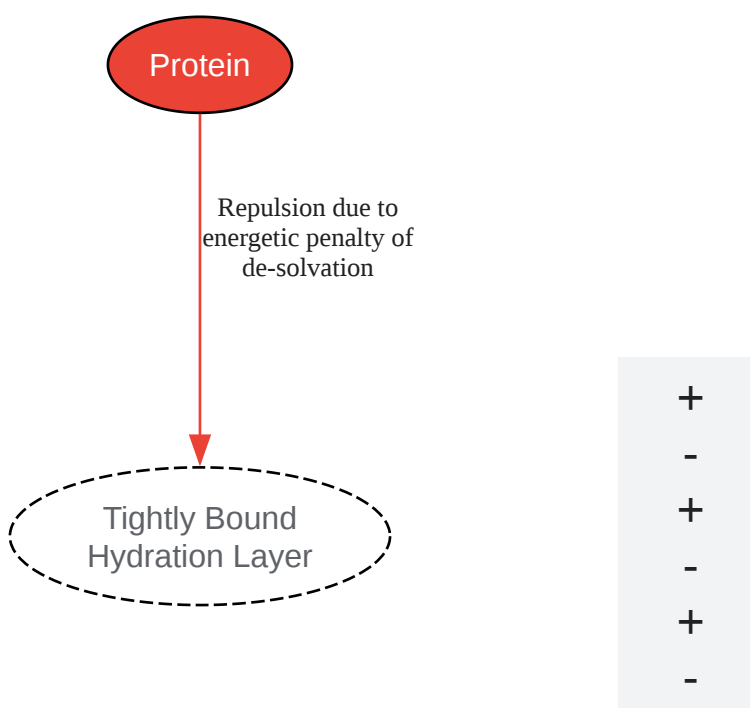 Protein
Repulsion due to
energetic penalty of
de-solvation
Tightly Bound
Hydration Layer
+
-
+
-
+
-